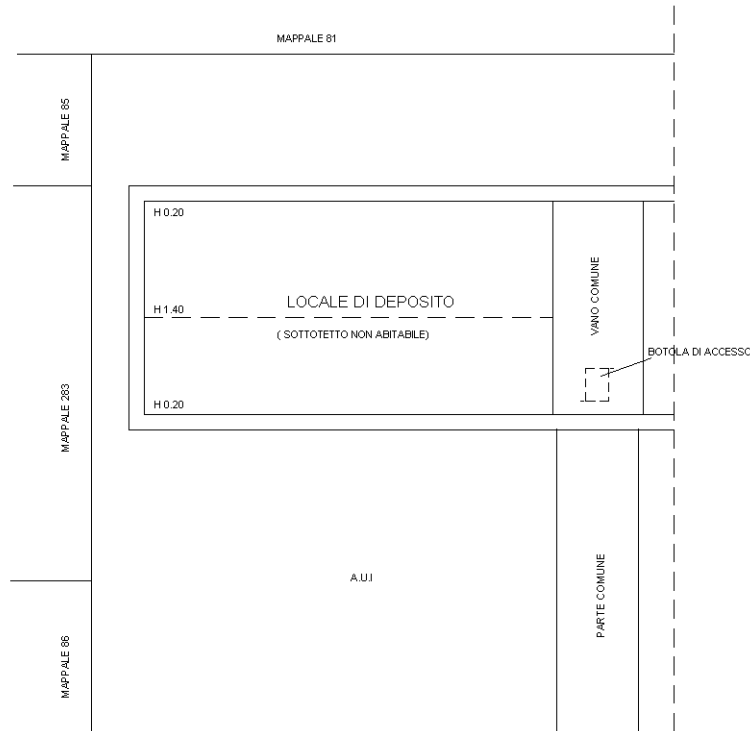 MAPPALE 81
MAPPALE 85
H 0.20
VANO COMUNE
LOCALE DI DEPOSITO
H 1.40
( SOTTOTETTO NON ABITABILE)
BOTOLA DI ACCESSO
MAPPALE 283
H 0.20
A.U.I
PARTE COMUNE
MAPPALE 86